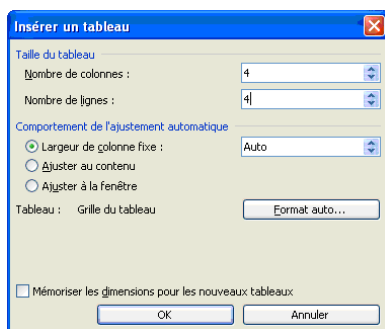 Insérer un tableau
Taille du tableau
Nombre de colonnes : 4
Nombre de lignes : 4
Comportement de l'ajustement automatique
Largeur de colonne fixe : Auto
Ajuster au contenu
Ajuster à la fenêtre
Tableau : Grille du tableau Format auto...
Mémoriser les dimensions pour les nouveaux tableaux
OK Annuler